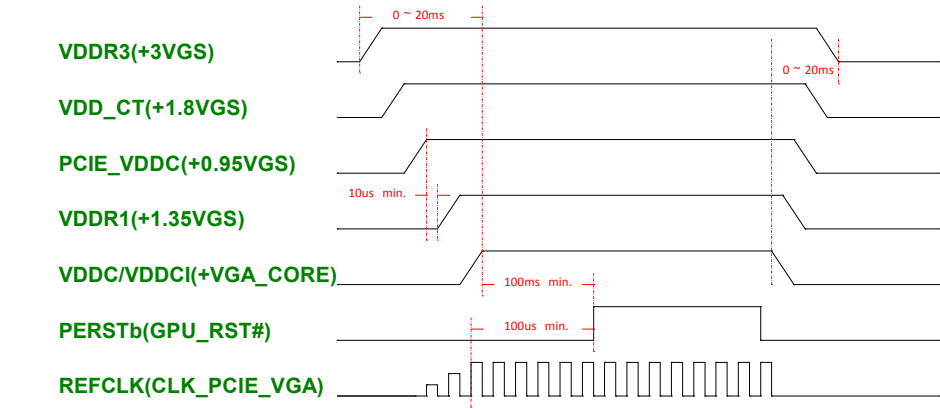 0 ~ 20ms
VDDR3(+3VGS)
0 ~ 20ms
VDD_CT(+1.8VGS)
PCIE_VDDC(+0.95VGS)
10us min.
VDDR1(+1.35VGS)
VDDC/VDDCI(+VGA_CORE)
100ms min.
PERSTb(GPU_RST#)
100us min.
REFCLK(CLK_PCIE_VGA)